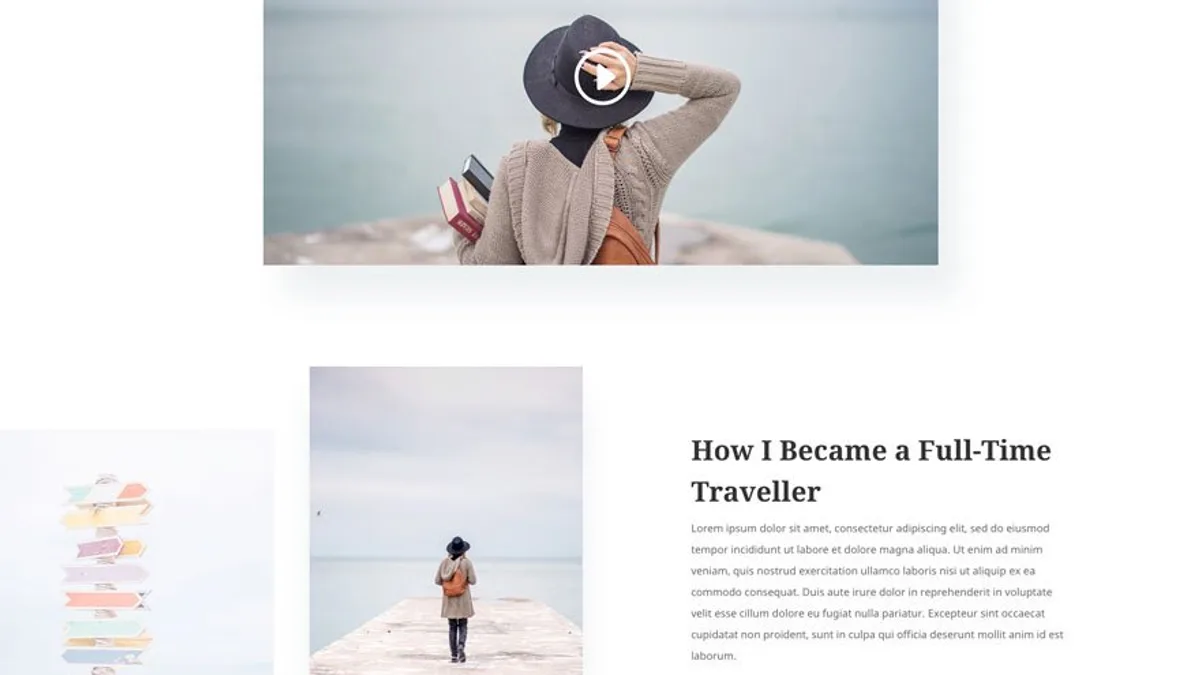 How I Became a Full-Time
Traveller
Lorem ipsum dolor sit amet, consectetur adipiscing elit, sed do eiusmod
tempor incididunt ut labore et dolore magna aliqua. Ut enim ad minim
veniam, quis nostrud exercitation ullamco laboris nisi ut aliquip ex ea
commodo consequat. Duis aute irure dolor in reprehenderit in voluptate
velit esse cillum dolore eu fugiat nulla pariatur. Excepteur sint occaecat
cupidatat non proident, sunt in culpa qui officia deserunt mollit anim id est
laborum.